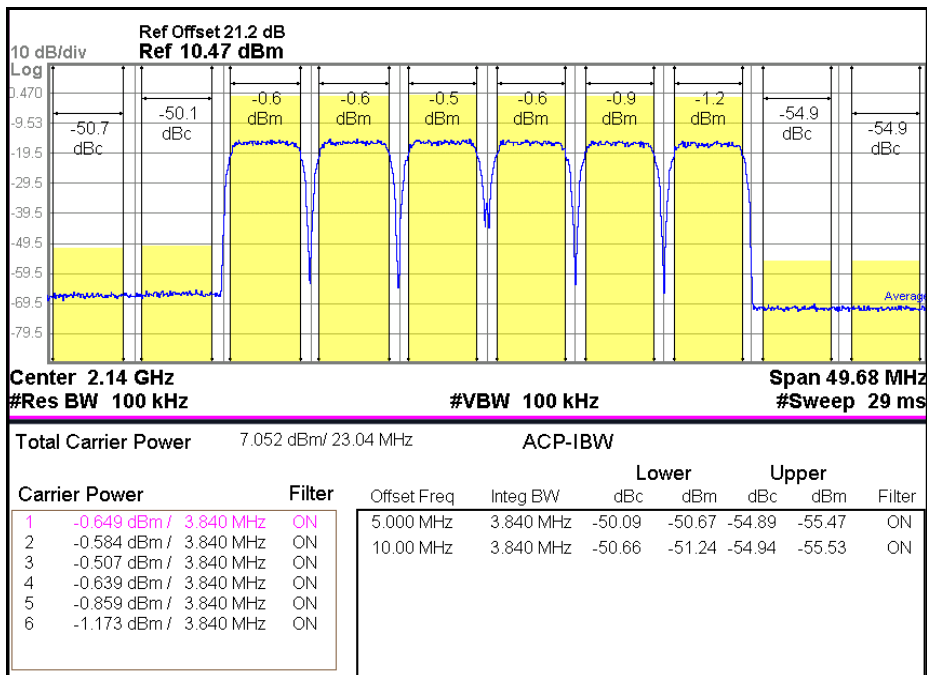 Ref Offset 21.2 dB
10 dB/div Ref 10.47 dBm
Log
0.470
-9.53
-19.5
-29.5
-39.5
-49.5
-59.5
-69.5
-79.5
-50.7 dBc
-50.1 dBc
-0.6 dBm
-0.6 dBm
-0.5 dBm
-0.6 dBm
-0.9 dBm
-1.2 dBm
-54.9 dBc
-54.9 dBc
Average
Center 2.14 GHz Span 49.68 MHz
#Res BW 100 kHz #VBW 100 kHz #Sweep 29 ms
Total Carrier Power 7.052 dBm/ 23.04 MHz ACP-IBW
Lower Upper
Carrier Power Filter
Offset Freq Integ BW dBc dBm dBc dBm Filter
1 -0.649 dBm / 3.840 MHz ON
2 -0.584 dBm / 3.840 MHz ON
3 -0.507 dBm / 3.840 MHz ON
4 -0.639 dBm / 3.840 MHz ON
5 -0.859 dBm / 3.840 MHz ON
6 -1.173 dBm / 3.840 MHz ON
5.000 MHz 3.840 MHz -50.09 -50.67 -54.89 -55.47 ON
10.00 MHz 3.840 MHz -50.66 -51.24 -54.94 -55.53 ON